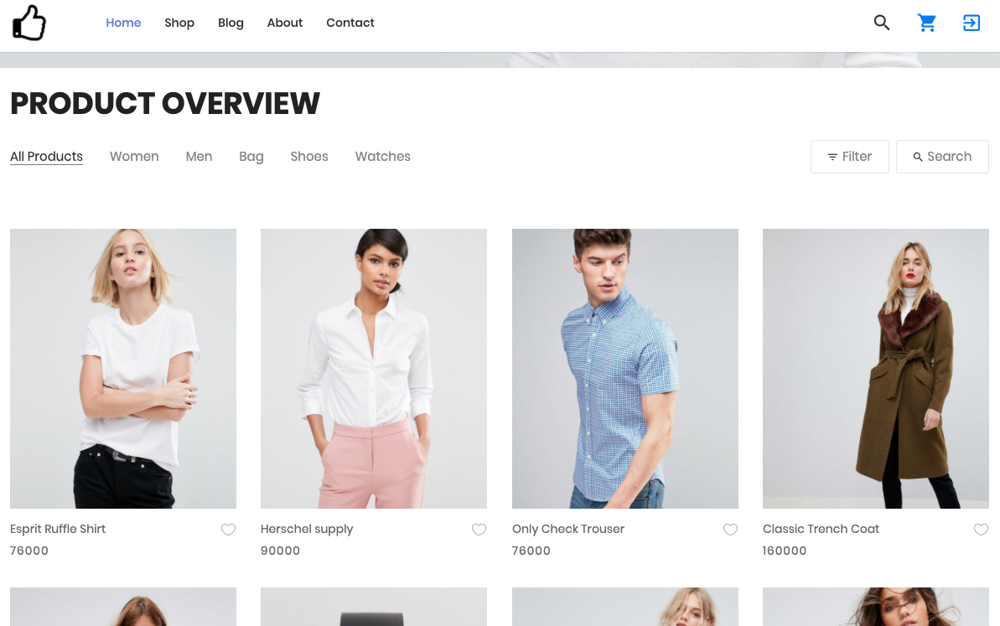 Home Shop Blog About Contact
PRODUCT OVERVIEW
All Products Women Men Bag Shoes Watches Filter Search
Esprit Ruffle Shirt
76000
Herschel supply
90000
Only Check Trouser
76000
Classic Trench Coat
160000